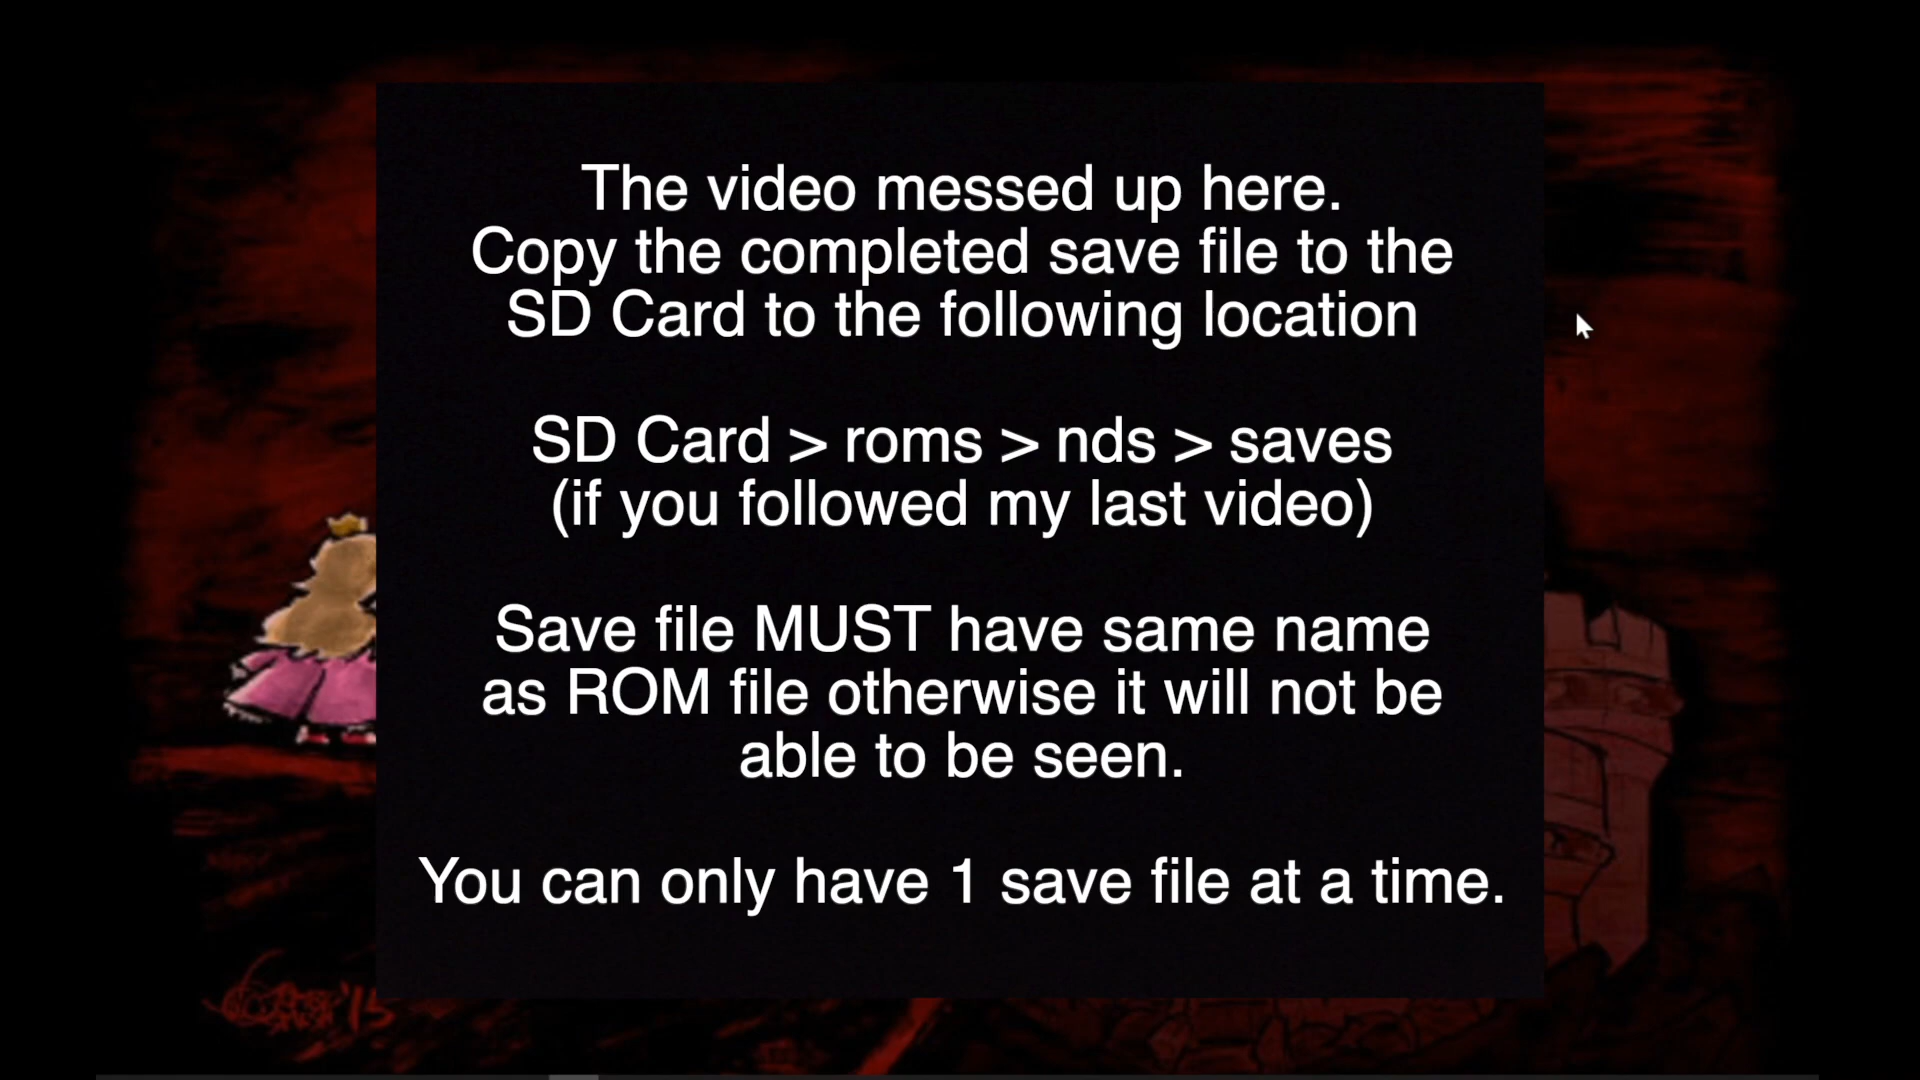 The video messed up here.
Copy the completed save file to the
SD Card to the following location
SD Card > roms > nds > saves
(if you followed my last video)
Save file MUST have same name
as ROM file otherwise it will not be
able to be seen.
You can only have 1 save file at a time.
'15